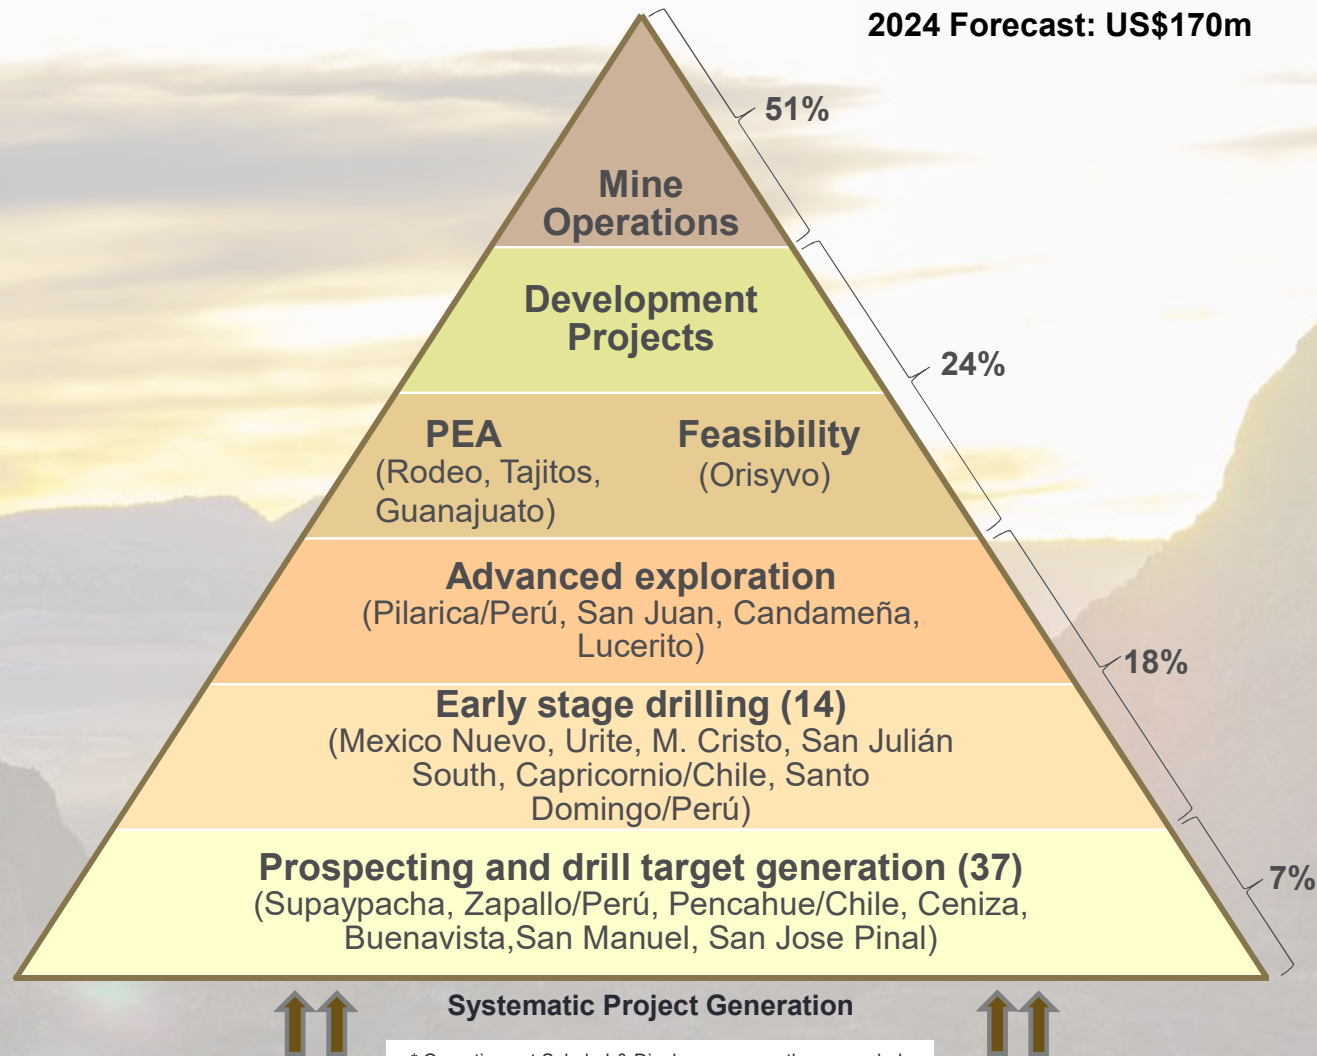 2024 Forecast: US$170m
51%
Mine
Operations
Development
Projects
24%
PEA
(Rodeo, Tajitos,
Guanajuato)
Feasibility
(Orisyvo)
Advanced exploration
(Pilarica/Perú, San Juan, Candameña,
Lucerito)
18%
Early stage drilling (14)
(Mexico Nuevo, Urite, M. Cristo, San Julián
South, Capricornio/Chile, Santo
Domingo/Perú)
Prospecting and drill target generation (37)
(Supaypacha, Zapallo/Perú, Pencahue/Chile, Ceniza,
Buenavista,San Manuel, San Jose Pinal)
7%
Systematic Project Generation